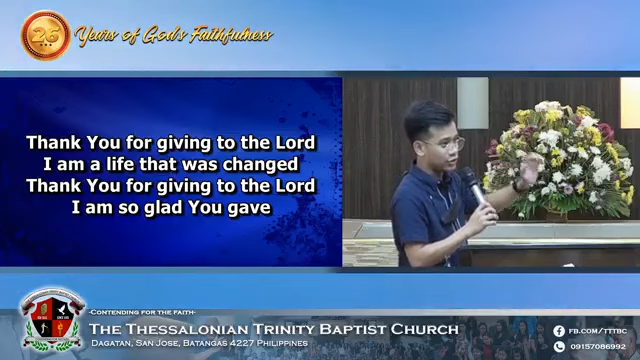 26 Years of God's Faithfulness
Thank You for giving to the Lord
I am a life that was changed
Thank You for giving to the Lord
I am so glad You gave
-Contending for the faith-
The Thessalonian Trinity Baptist Church
Dagatan, San Jose, Batangas 4227 Philippines
FB.COM/TTTBC
09157086992